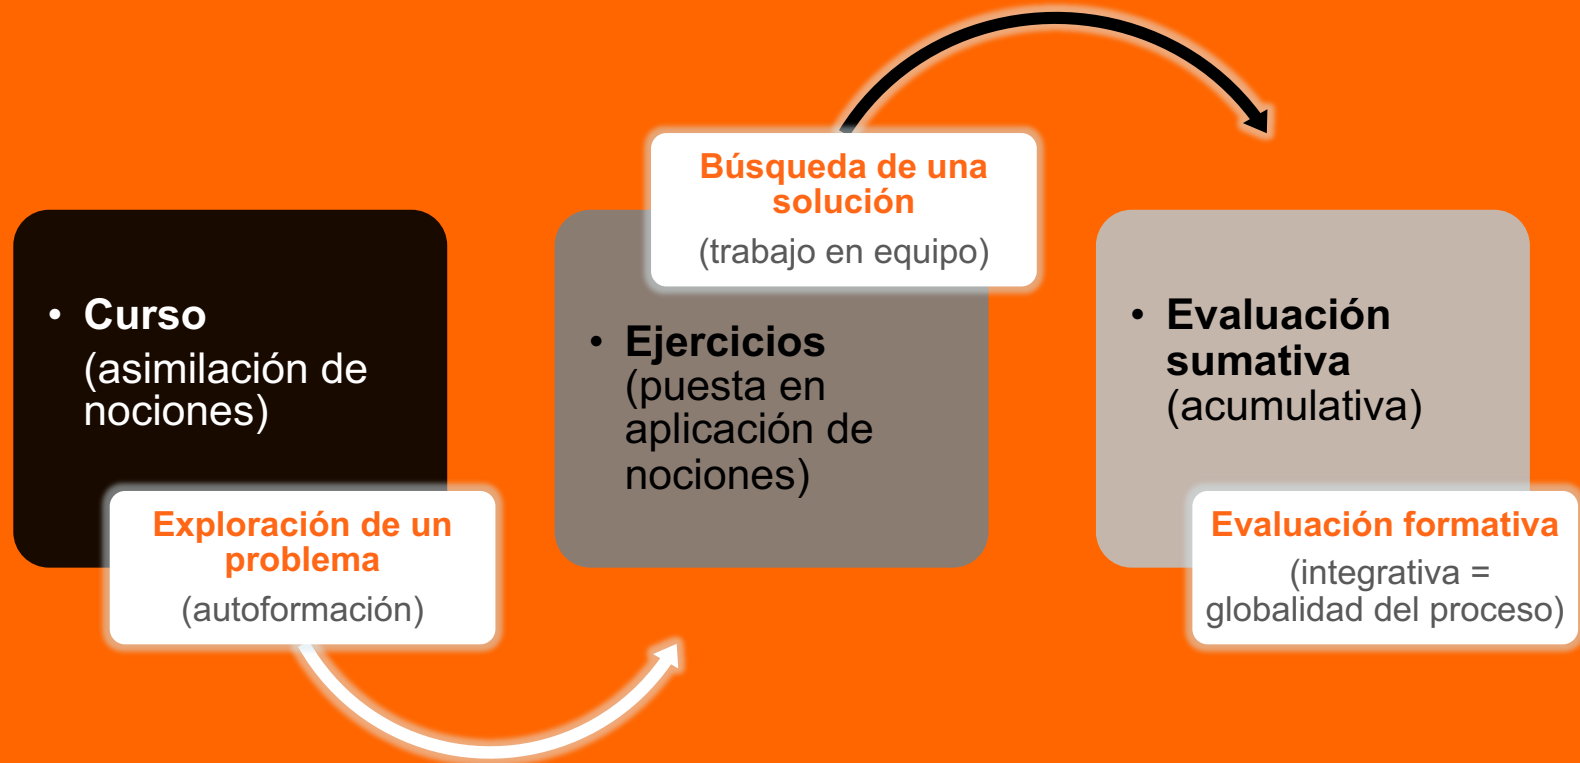 • Curso
(asimilación de
nociones)
Exploración de un
problema
(autoformación)
Búsqueda de una
solución
(trabajo en equipo)
• Ejercicios
(puesta en
aplicación de
nociones)
• Evaluación
sumativa
(acumulativa)
Evaluación formativa
(integrativa =
globalidad del proceso)